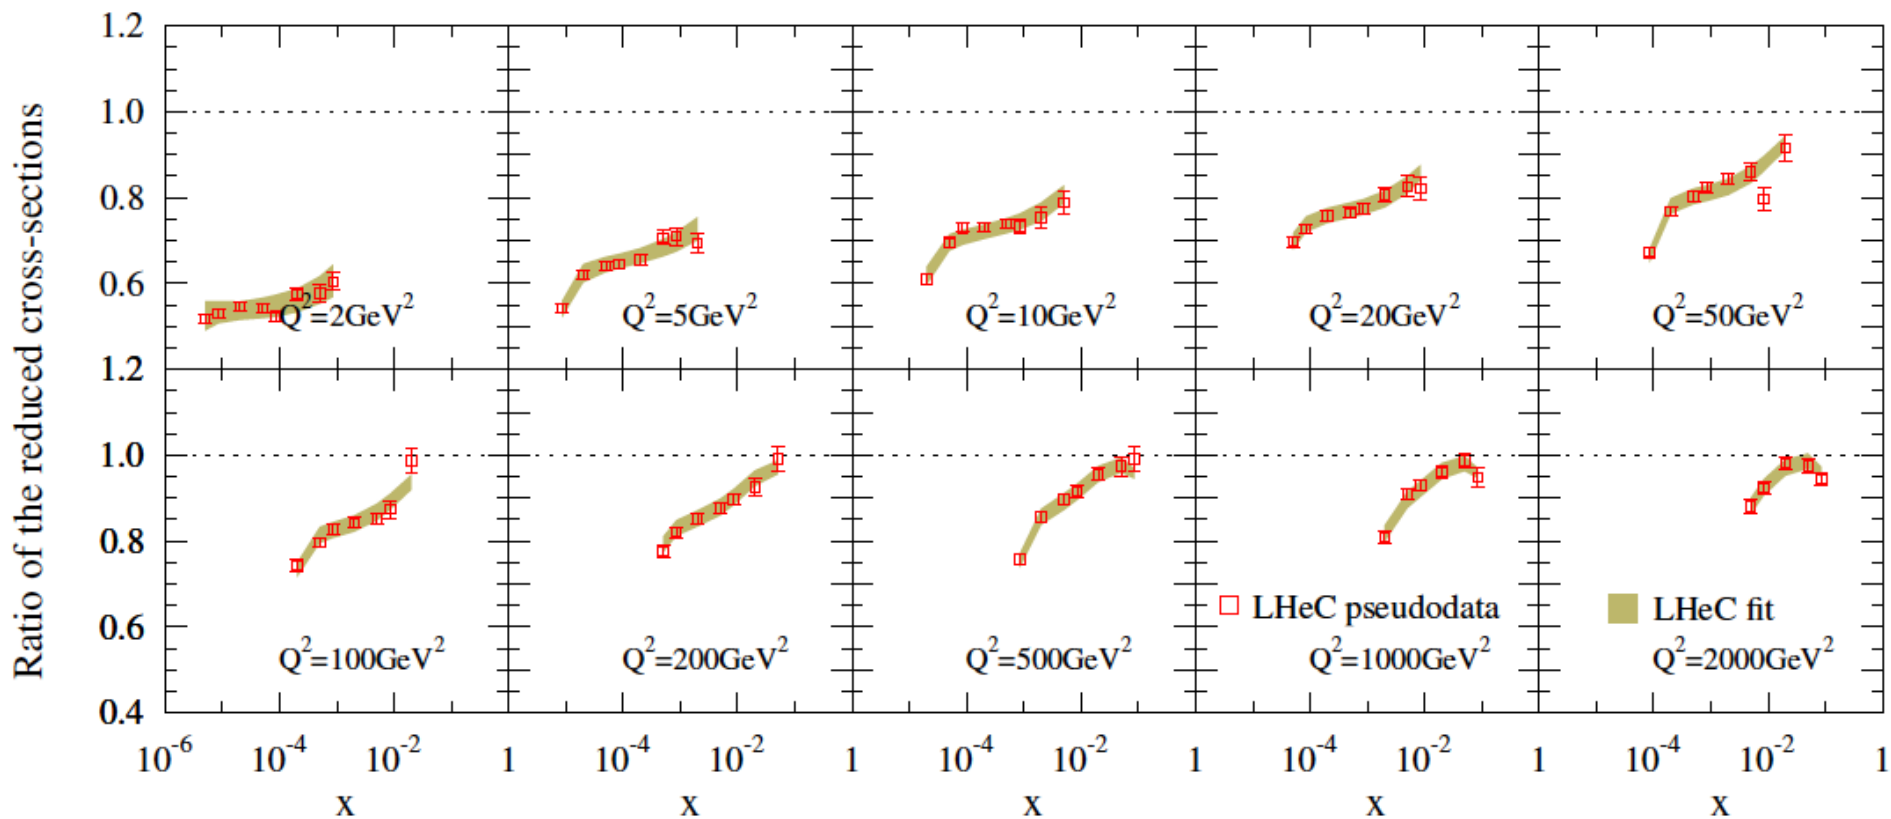 Ratio of the reduced cross-sections
1.2
1.0
0.8
0.6
Q²=2GeV² Q²=5GeV² Q²=10GeV² Q²=20GeV² Q²=50GeV²
1.2
1.0
0.8
0.6
0.4
LHeC pseudodata LHeC fit
Q²=100GeV² Q²=200GeV² Q²=500GeV² Q²=1000GeV² Q²=2000GeV²
10⁻⁶ 10⁻⁴ 10⁻² 1 10⁻⁴ 10⁻² 1 10⁻⁴ 10⁻² 1 10⁻⁴ 10⁻² 1 10⁻⁴ 10⁻² 1
x x x x x